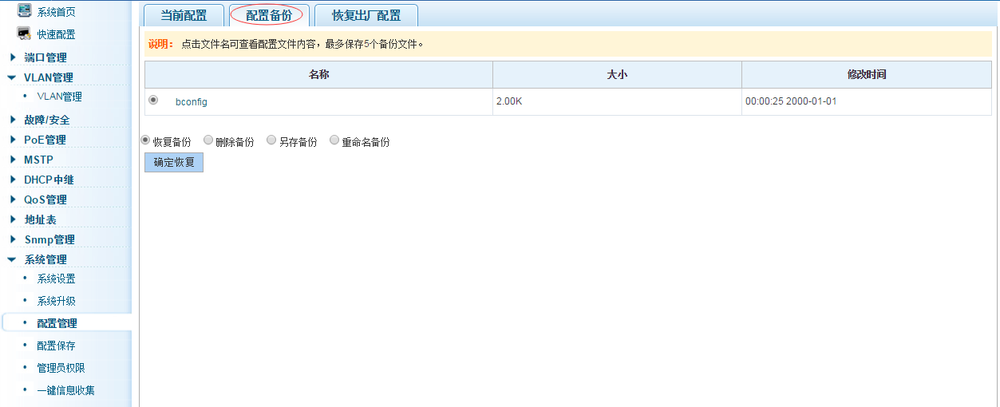 系统首页
快速配置
端口管理
VLAN管理
VLAN管理
故障/安全
PoE管理
MSTP
DHCP中继
QoS管理
地址表
Snmp管理
系统管理
系统设置
系统升级
配置管理
配置保存
管理员权限
一键信息收集
当前配置 配置备份 恢复出厂配置
说明： 点击文件名可查看配置文件内容，最多保存5个备份文件。
名称 大小 修改时间
bconfig 2.00K 00:00:25 2000-01-01
恢复备份 删除备份 另存备份 重命名备份
确定恢复